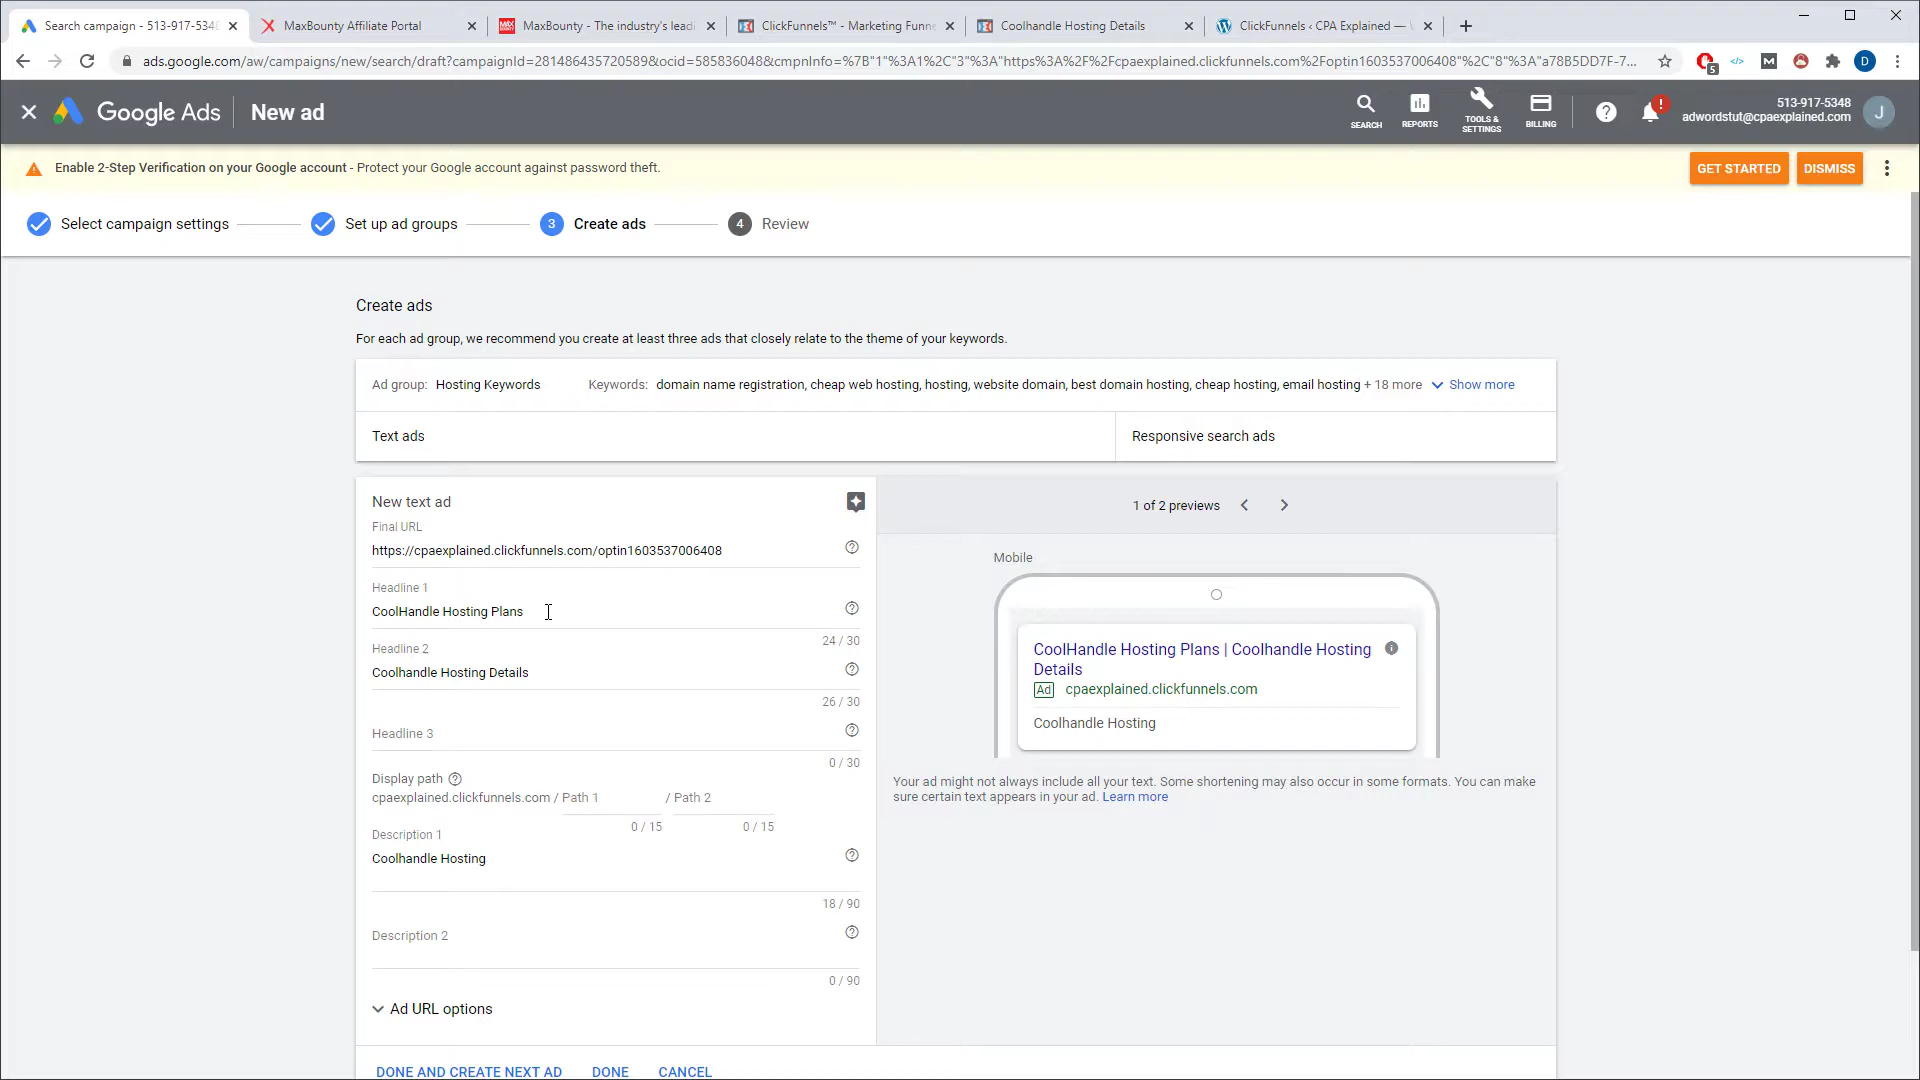 Search campaign - 513-917-5348
MaxBounty Affiliate Portal
MaxBounty - The industry's leadi
ClickFunnels™ - Marketing Funne
Coolhandle Hosting Details
ClickFunnels ‹ CPA Explained —
ads.google.com/aw/campaigns/new/search/draft?campaignId=281486435720589&ocid=585836048&cmpnInfo=%7B"1"%3A1%2C"3"%3A"https%3A%2F%2Fcpaexplained.clickfunnels.com%2Foptin1603537006408"%2C"8"%3A"a78B5DD7F-7...
5
D
Google Ads
New ad
SEARCH
REPORTS
TOOLS &
SETTINGS
BILLING
513-917-5348
adwordstut@cpaexplained.com
J
Enable 2-Step Verification on your Google account - Protect your Google account against password theft.
GET STARTED
DISMISS
Select campaign settings
Set up ad groups
3 Create ads
4 Review
Create ads
For each ad group, we recommend you create at least three ads that closely relate to the theme of your keywords.
Ad group: Hosting Keywords
Keywords: domain name registration, cheap web hosting, hosting, website domain, best domain hosting, cheap hosting, email hosting + 18 more
Show more
Text ads
Responsive search ads
New text ad
Final URL
https://cpaexplained.clickfunnels.com/optin1603537006408
Headline 1
CoolHandle Hosting Plans
24 / 30
Headline 2
Coolhandle Hosting Details
26 / 30
Headline 3
0 / 30
Display path
cpaexplained.clickfunnels.com / Path 1 / Path 2
0 / 15
0 / 15
Description 1
Coolhandle Hosting
18 / 90
Description 2
0 / 90
Ad URL options
DONE AND CREATE NEXT AD
DONE
CANCEL
1 of 2 previews
Mobile
CoolHandle Hosting Plans | Coolhandle Hosting
Details
Ad cpaexplained.clickfunnels.com
Coolhandle Hosting
Your ad might not always include all your text. Some shortening may also occur in some formats. You can make
sure certain text appears in your ad. Learn more